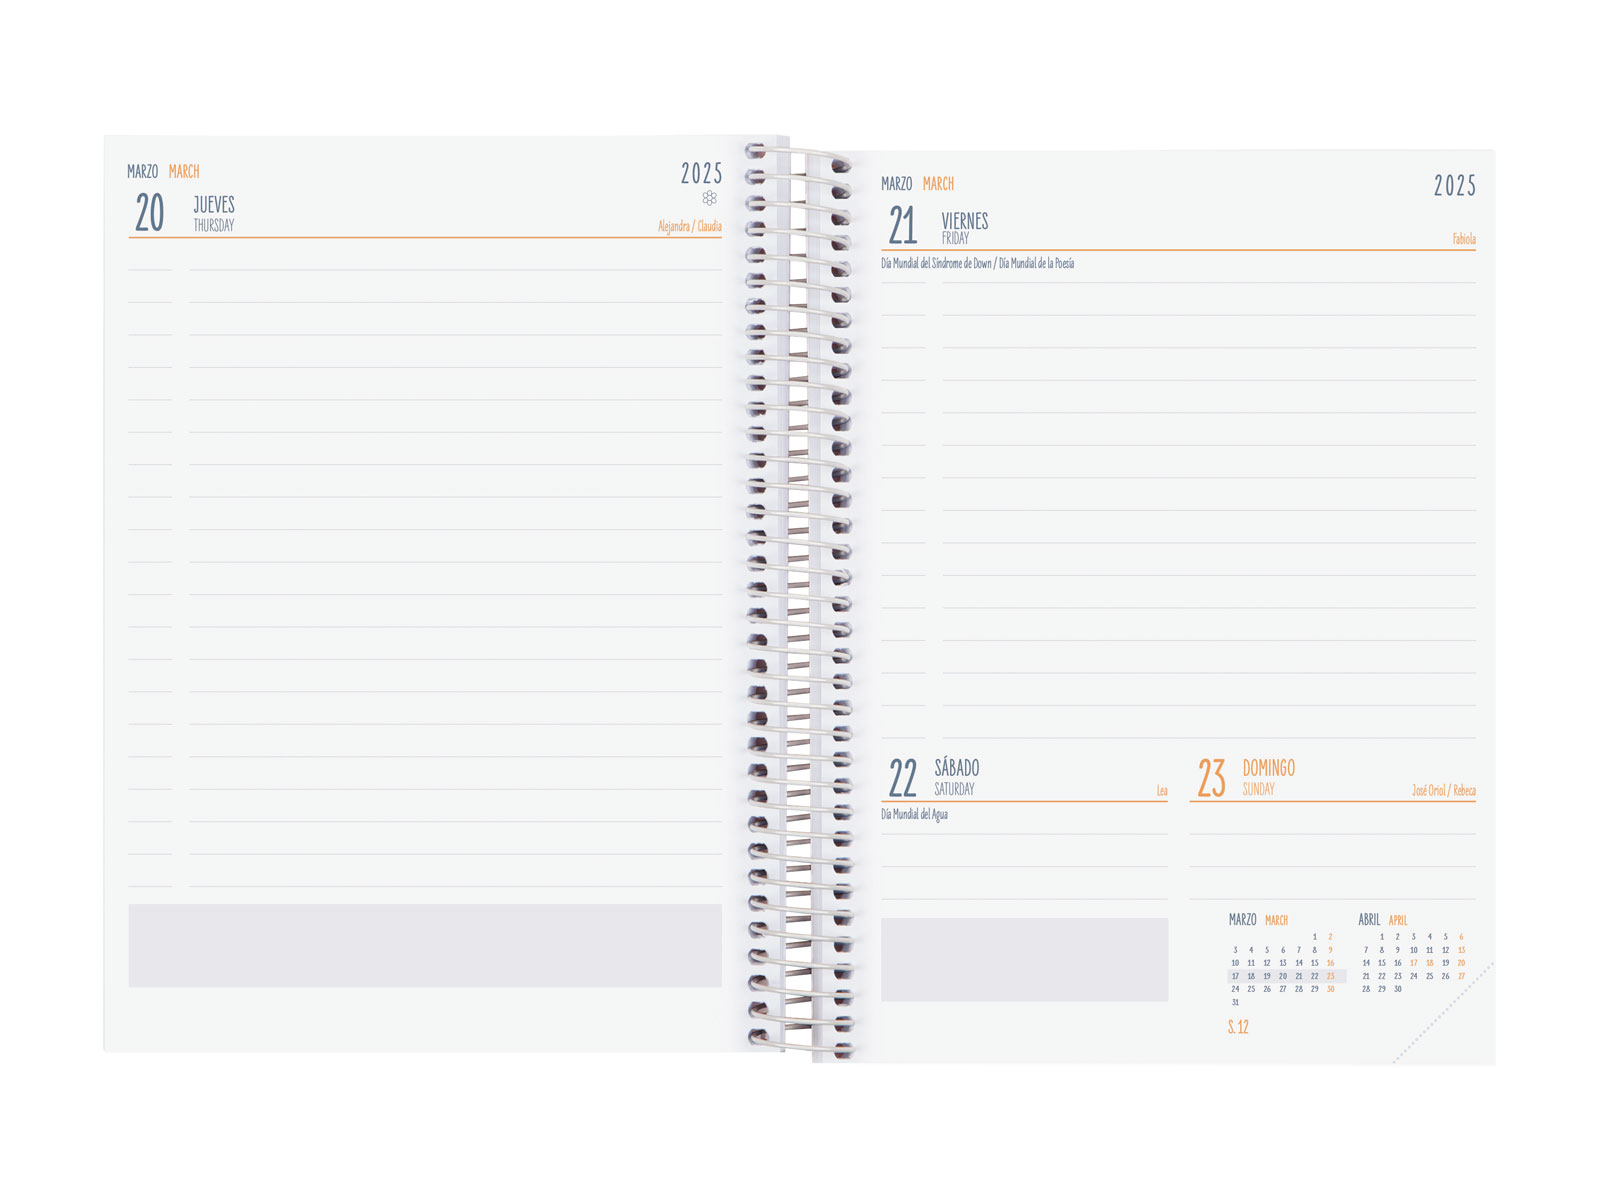 MARZO MARCH
2025
20 JUEVES
THURSDAY
Alejandra / Claudia
MARZO MARCH
2025
21 VIERNES
FRIDAY
Fabiola
Día Mundial del Síndrome de Down / Día Mundial de la Poesía
22 SÁBADO
SATURDAY
Lea
Día Mundial del Agua
23 DOMINGO
SUNDAY
José Oriol / Rebeca
MARZO MARCH
1 2
3 4 5 6 7 8 9
10 11 12 13 14 15 16
17 18 19 20 21 22 23
24 25 26 27 28 29 30
31
ABRIL APRIL
1 2 3 4 5 6
7 8 9 10 11 12 13
14 15 16 17 18 19 20
21 22 23 24 25 26 27
28 29 30
S. 12